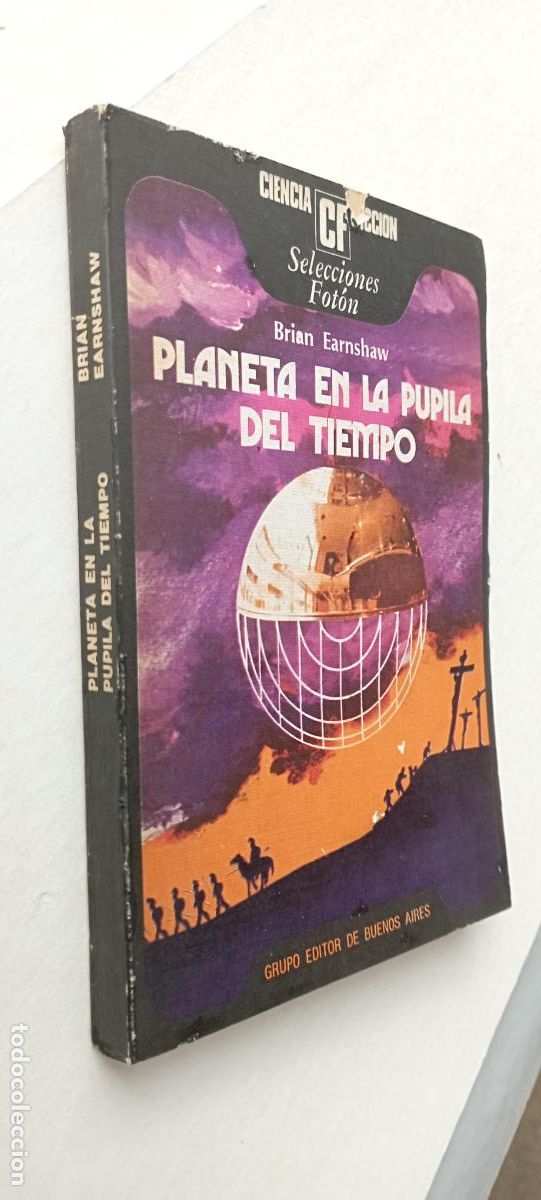 CIENCIA
CF
Selecciones
Fotón
Brian Earnshaw
PLANETA EN LA PUPILA
DEL TIEMPO
GRUPO EDITOR DE BUENOS AIRES
BRIAN
EARNSHAW
PLANETA EN LA
PUPILA DEL TIEMPO
todocoleccion